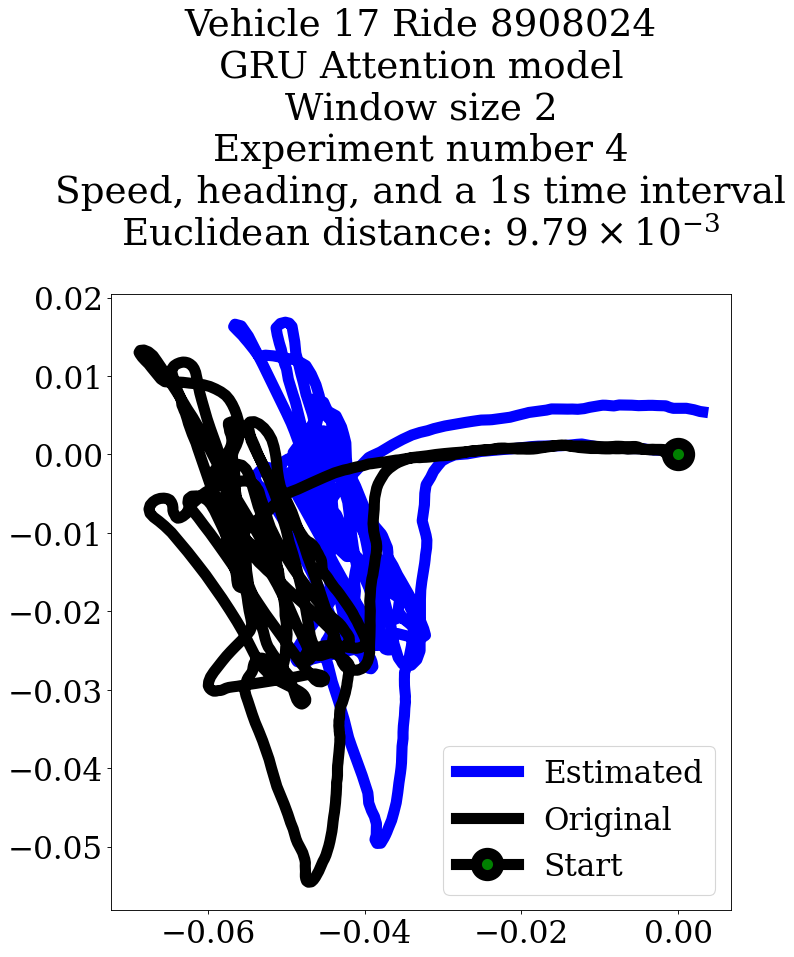 Vehicle 17 Ride 8908024
GRU Attention model
Window size 2
Experiment number 4
Speed, heading, and a 1s time interval
Euclidean distance: 9.79 × 10⁻³
0.02
0.01
0.00
−0.01
−0.02
−0.03
−0.04
−0.05
Estimated
Original
Start
−0.06
−0.04
−0.02
0.00